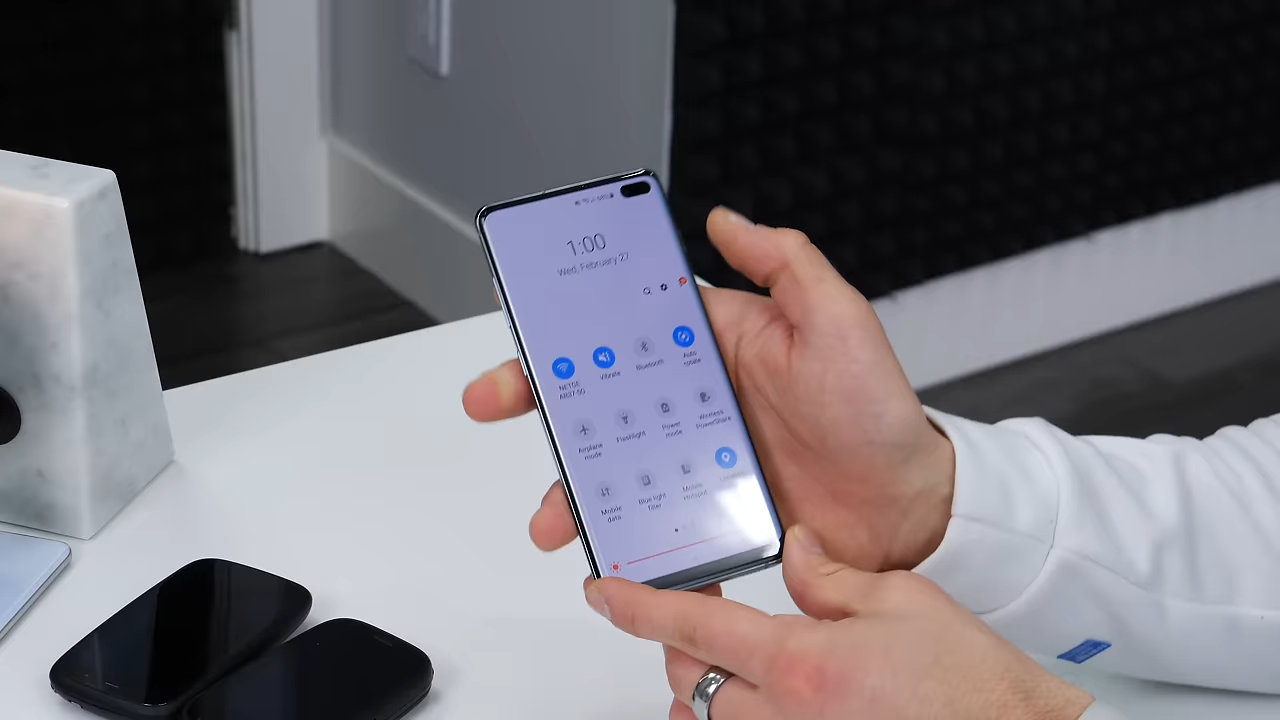 1:00
Wed, February 27
Vibrate
Bluetooth
Auto
rotate
Airplane
mode
Flashlight
Power
mode
Wireless
PowerShare
Mobile
data
Blue light
filter
Mobile
Hotspot